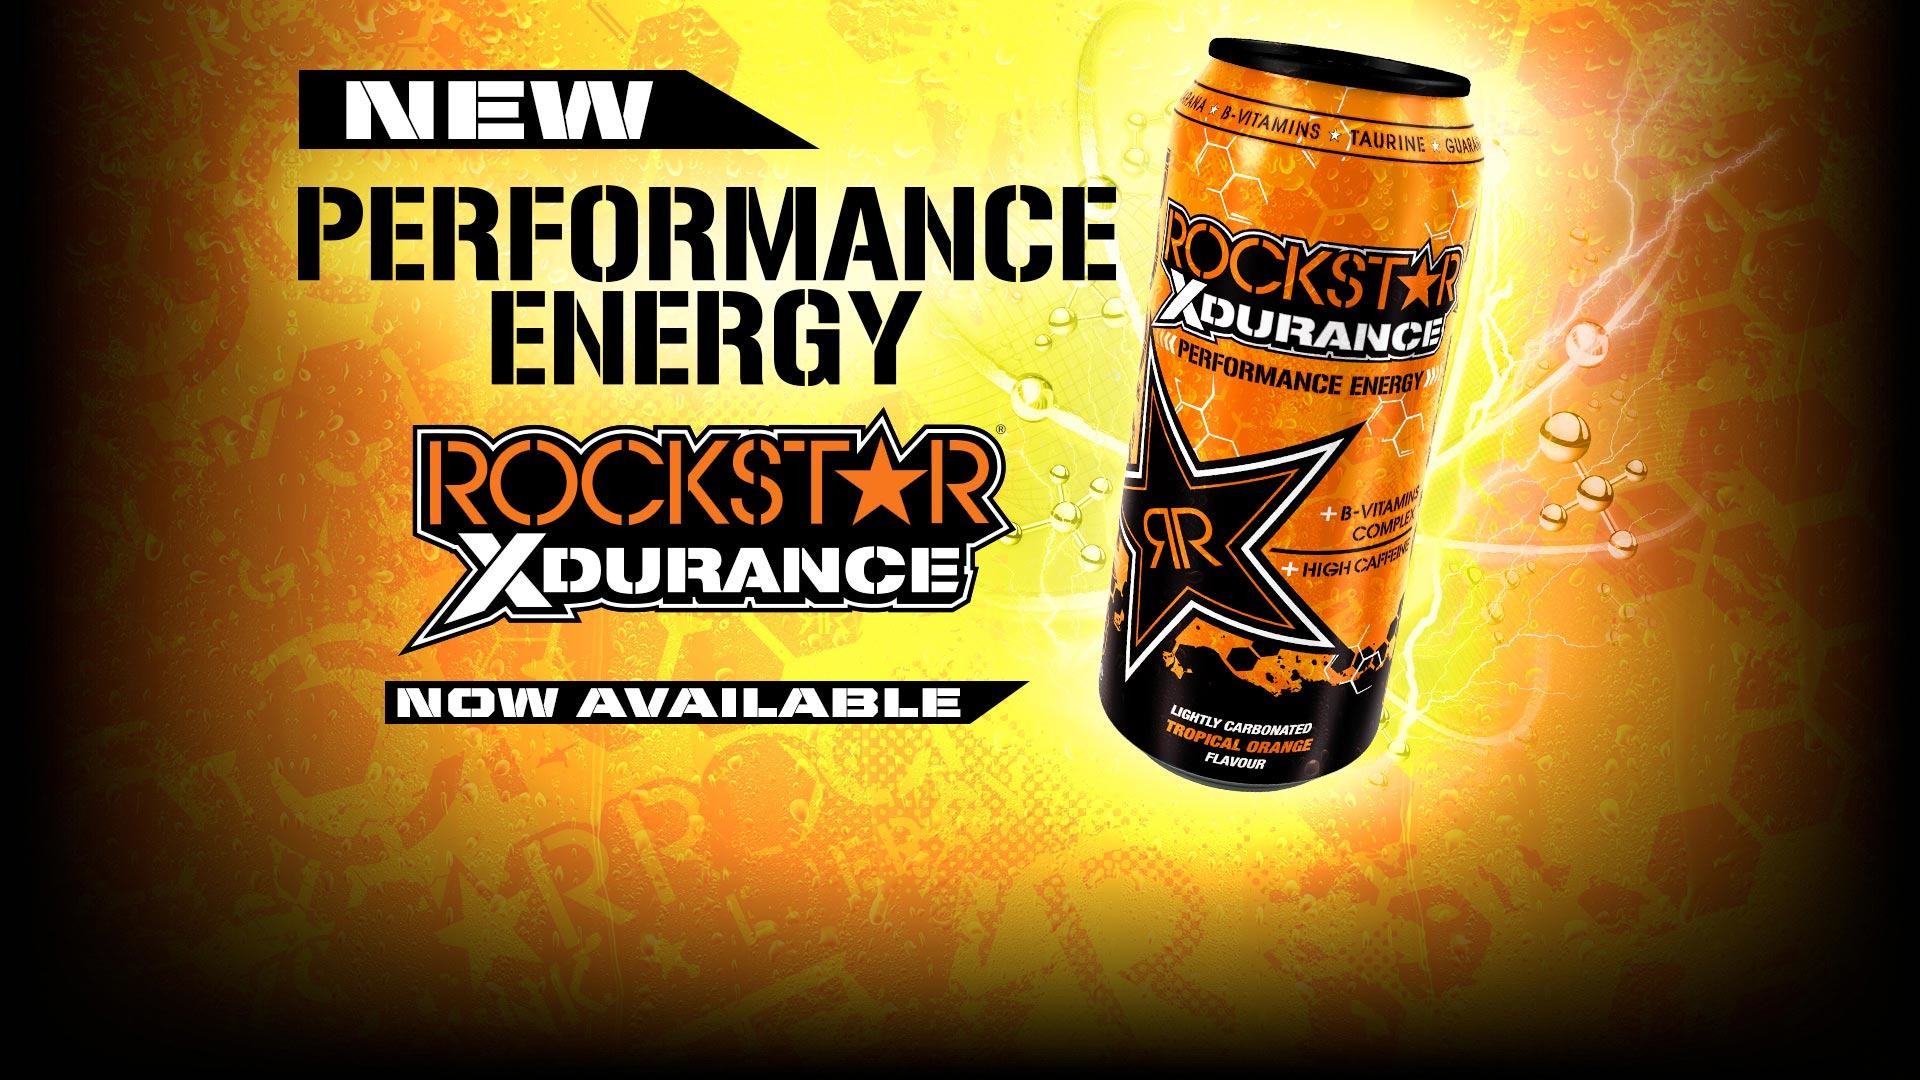 NEW
PERFORMANCE
ENERGY
ROCKSTAR®
XDURANCE
NOW AVAILABLE
B-VITAMINS ★ TAURINE ★
ROCKSTAR
XDURANCE
PERFORMANCE ENERGY
RR
+ B-VITAMINS
COMPLEX
+ HIGH CAFFEINE
LIGHTLY CARBONATED
TROPICAL ORANGE
FLAVOUR